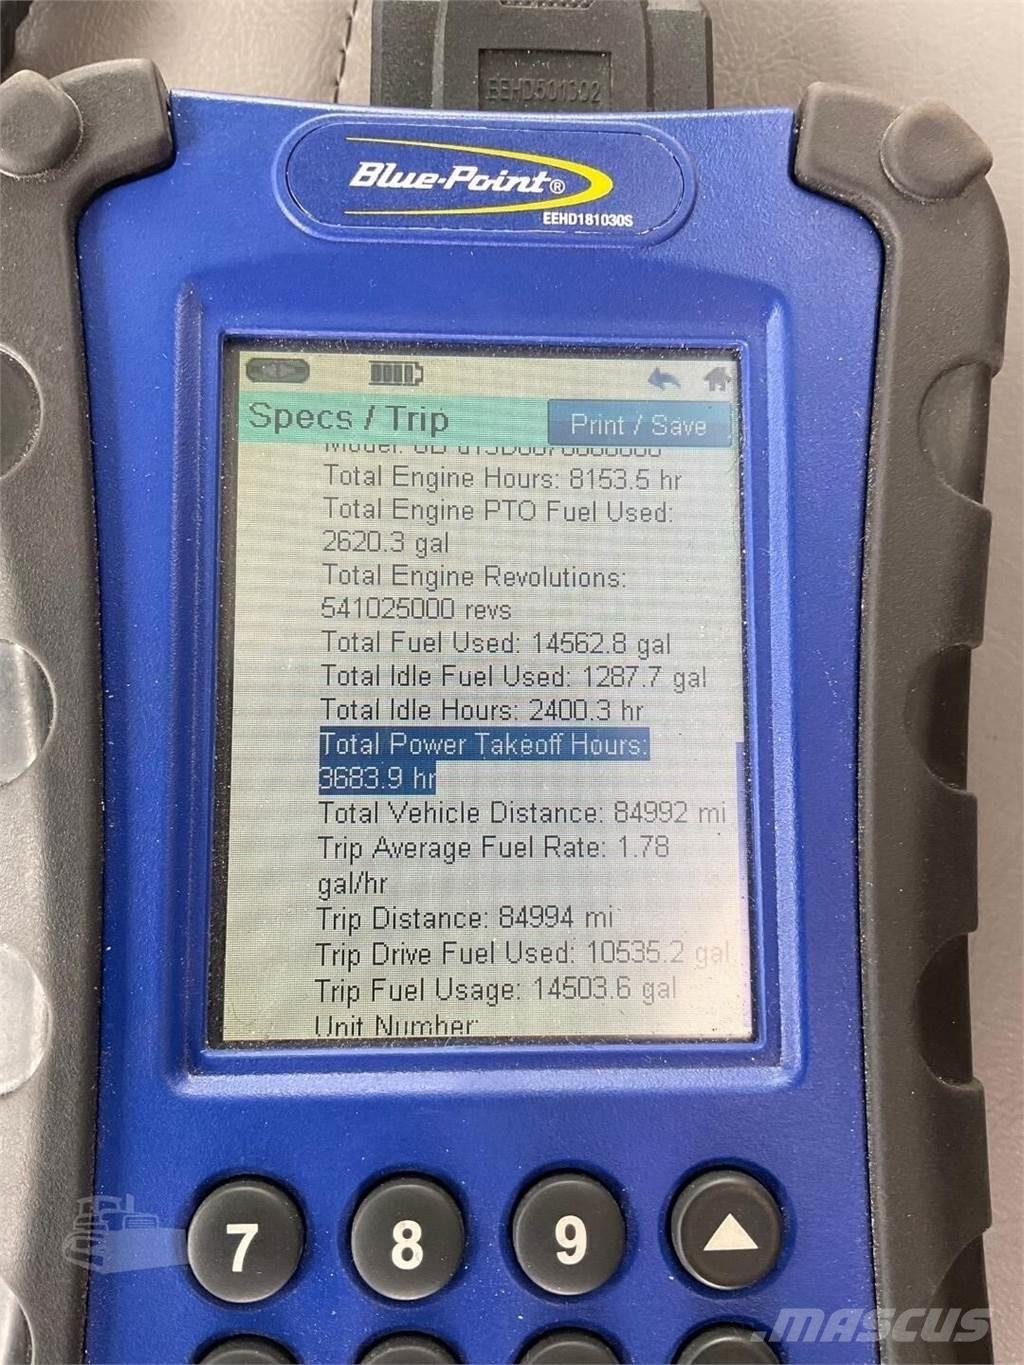 EEHD501302
Blue-Point®
EEHD181030S
Specs / Trip
Print / Save
Model:
Total Engine Hours: 8153.5 hr
Total Engine PTO Fuel Used:
2620.3 gal
Total Engine Revolutions:
541025000 revs
Total Fuel Used: 14562.8 gal
Total Idle Fuel Used: 1287.7 gal
Total Idle Hours: 2400.3 hr
Total Power Takeoff Hours:
3683.9 hr
Total Vehicle Distance: 84992 mi
Trip Average Fuel Rate: 1.78
gal/hr
Trip Distance: 84994 mi
Trip Drive Fuel Used: 10535.2 gal
Trip Fuel Usage: 14503.6 gal
Unit Number:
7
8
9
MASCUS